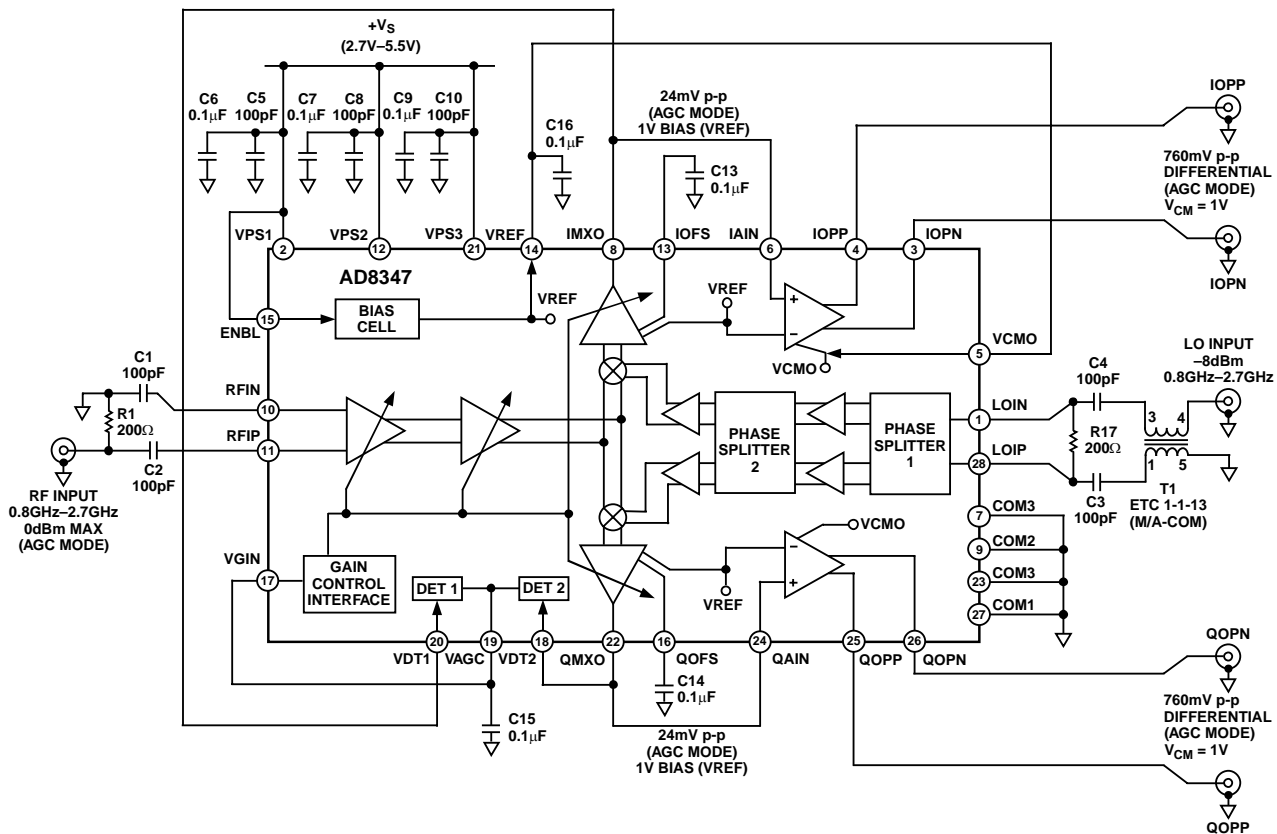 +VS
(2.7V–5.5V)
C6
0.1µF
C5
100pF
C7
0.1µF
C8
100pF
C9
0.1µF
C10
100pF
C16
0.1µF
24mV p-p
(AGC MODE)
1V BIAS (VREF)
C13
0.1µF
IOPP
760mV p-p
DIFFERENTIAL
(AGC MODE)
VCM = 1V
IOPN
VPS1
2
VPS2
12
VPS3
21
VREF
14
IMXO
8
IOFS
13
IAIN
6
IOPP
4
IOPN
3
AD8347
BIAS
CELL
VREF
VREF
+
–
VCMO
VCMO
5
15
ENBL
C1
100pF
R1
200Ω
C2
100pF
RFIN
10
RFIP
11
RF INPUT
0.8GHz–2.7GHz
0dBm MAX
(AGC MODE)
PHASE
SPLITTER
2
PHASE
SPLITTER
1
LO INPUT
–8dBm
0.8GHz–2.7GHz
C4
100pF
R17
200Ω
C3
100pF
3
4
1
5
T1
ETC 1-1-13
(M/A-COM)
1
LOIN
28
LOIP
7
COM3
9
COM2
23
COM3
27
COM1
VGIN
17
GAIN
CONTROL
INTERFACE
DET 1
DET 2
VREF
VCMO
–
+
20
VDT1
19
VAGC
18
VDT2
22
QMXO
16
QOFS
24
QAIN
25
QOPP
26
QOPN
C14
0.1µF
C15
0.1µF
24mV p-p
(AGC MODE)
1V BIAS (VREF)
QOPN
760mV p-p
DIFFERENTIAL
(AGC MODE)
VCM = 1V
QOPP